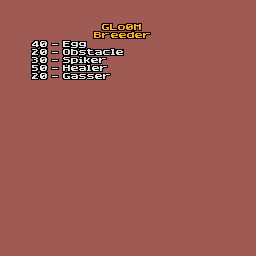 GLoOM
Breeder
40 - Egg
20 - Obstacle
30 - Spiker
50 - Healer
20 - Gasser